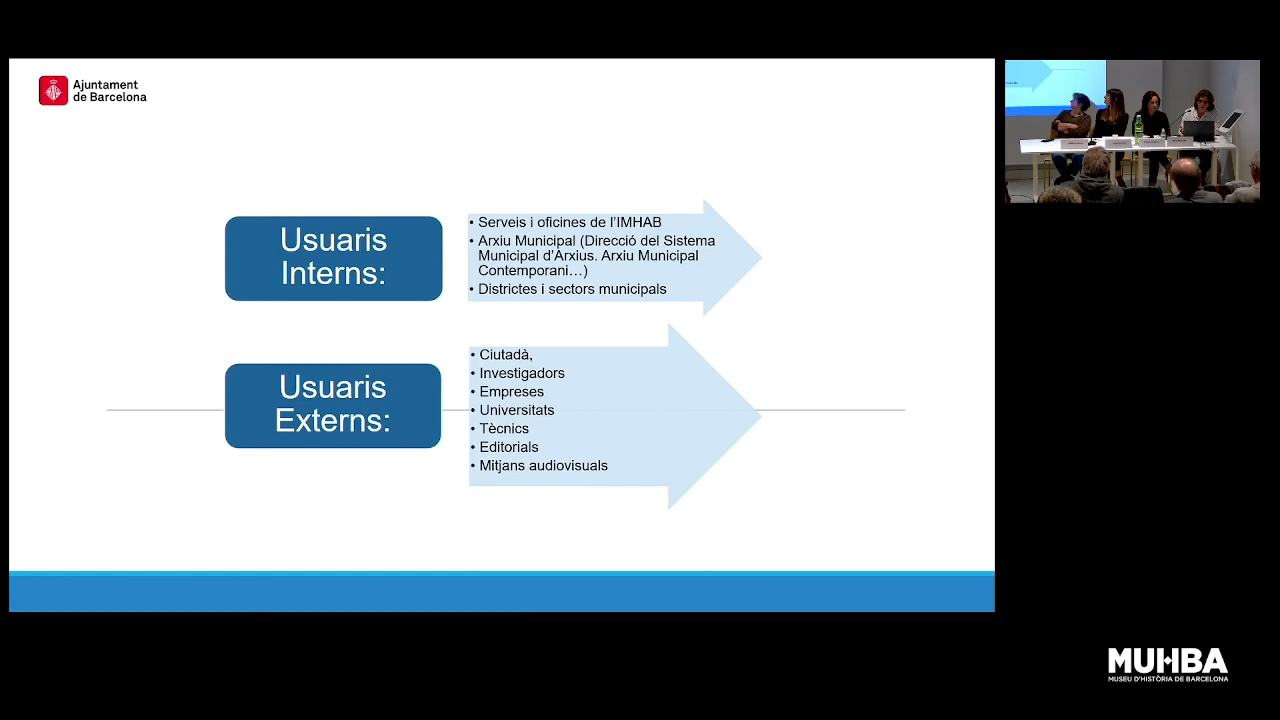 Ajuntament
de Barcelona
Usuaris
Interns:
• Serveis i oficines de l’IMHAB
• Arxiu Municipal (Direcció del Sistema
Municipal d’Arxius. Arxiu Municipal
Contemporani…)
• Districtes i sectors municipals
Usuaris
Externs:
• Ciutadà,
• Investigadors
• Empreses
• Universitats
• Tècnics
• Editorials
• Mitjans audiovisuals
MUHBA
MUSEU D'HISTÒRIA DE BARCELONA